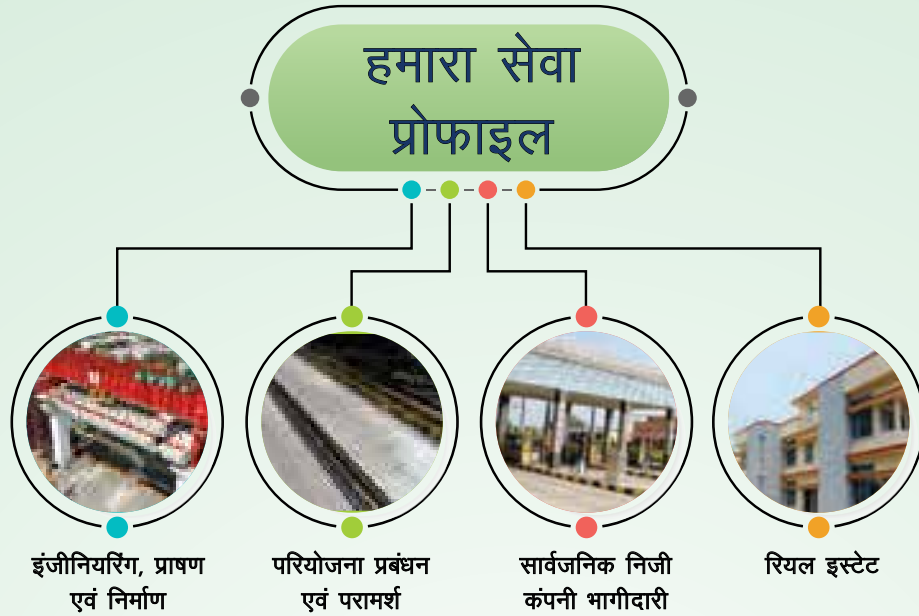 हमारा सेवा
प्रोफाइल
इंजीनियरिंग, प्राषण
एवं निर्माण
परियोजना प्रबंधन
एवं परामर्श
सार्वजनिक निजी
कंपनी भागीदारी
रियल इस्टेट